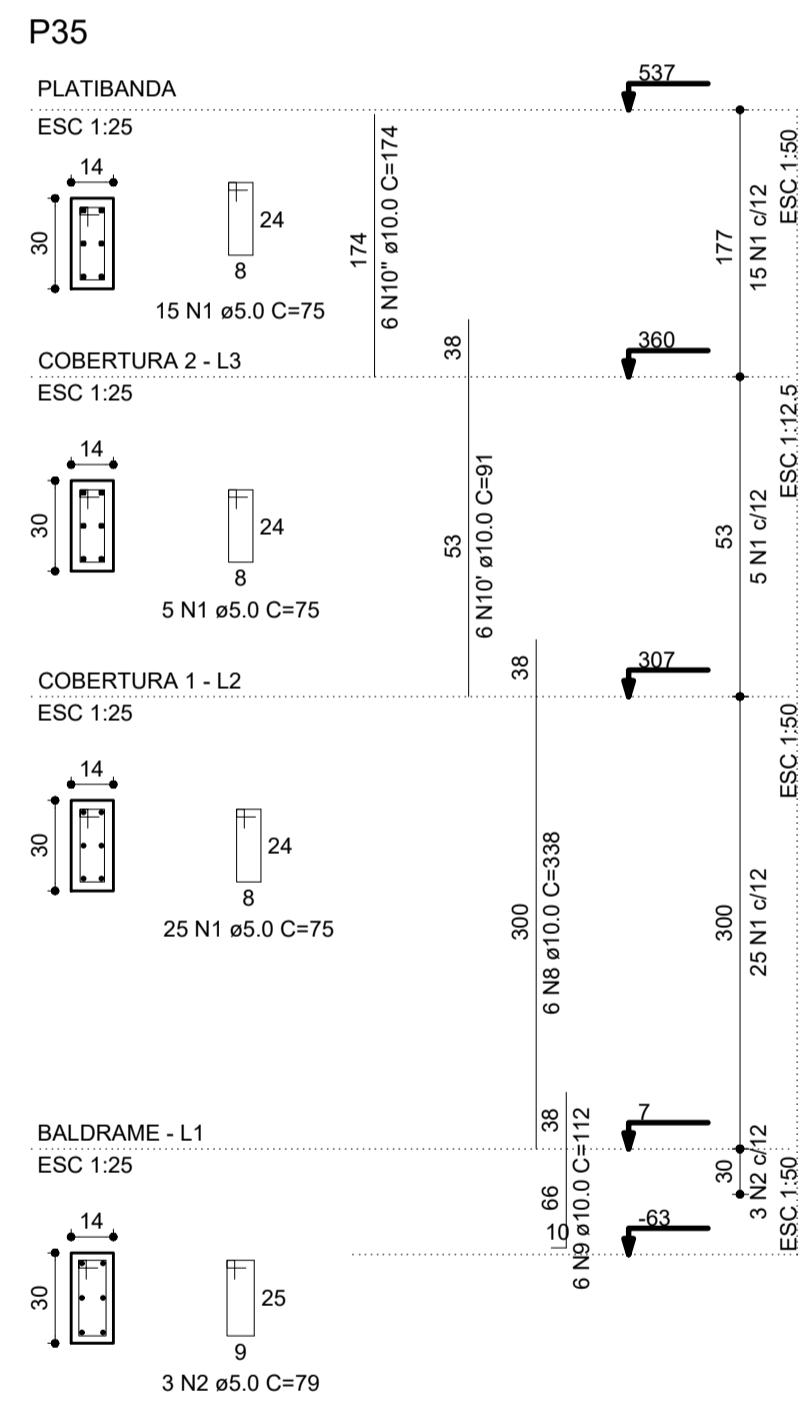 P35
PLATIBANDA
ESC 1:25
14
30
24
8
15 N1 ø5.0 C=75
174
6 N10" ø10.0 C=174
537
177
15 N1 c/12
ESC 1:50
COBERTURA 2 - L3
ESC 1:25
14
30
24
8
5 N1 ø5.0 C=75
38
53
6 N10' ø10.0 C=91
360
53
5 N1 c/12
ESC 1:12.5
COBERTURA 1 - L2
ESC 1:25
14
30
24
8
25 N1 ø5.0 C=75
38
300
6 N8 ø10.0 C=338
307
300
25 N1 c/12
ESC 1:50
BALDRAME - L1
ESC 1:25
14
30
25
9
3 N2 ø5.0 C=79
38
66
10
6 N9 ø10.0 C=112
7
30
3 N2 c/12
ESC 1:50
-63